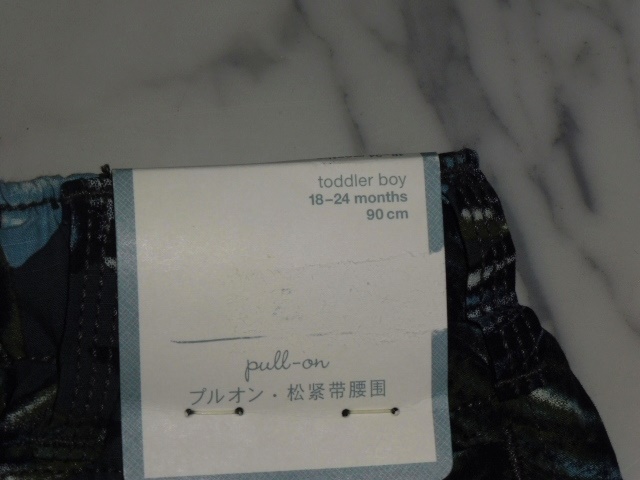 toddler boy
18-24 months
90 cm
pull-on
プルオン・松紧带腰围